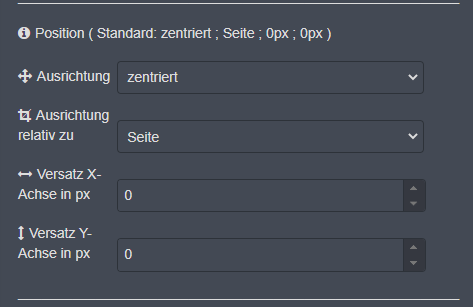 Position ( Standard: zentriert ; Seite ; 0px ; 0px )
Ausrichtung
zentriert
Ausrichtung
relativ zu
Seite
Versatz X-
Achse in px
0
Versatz Y-
Achse in px
0